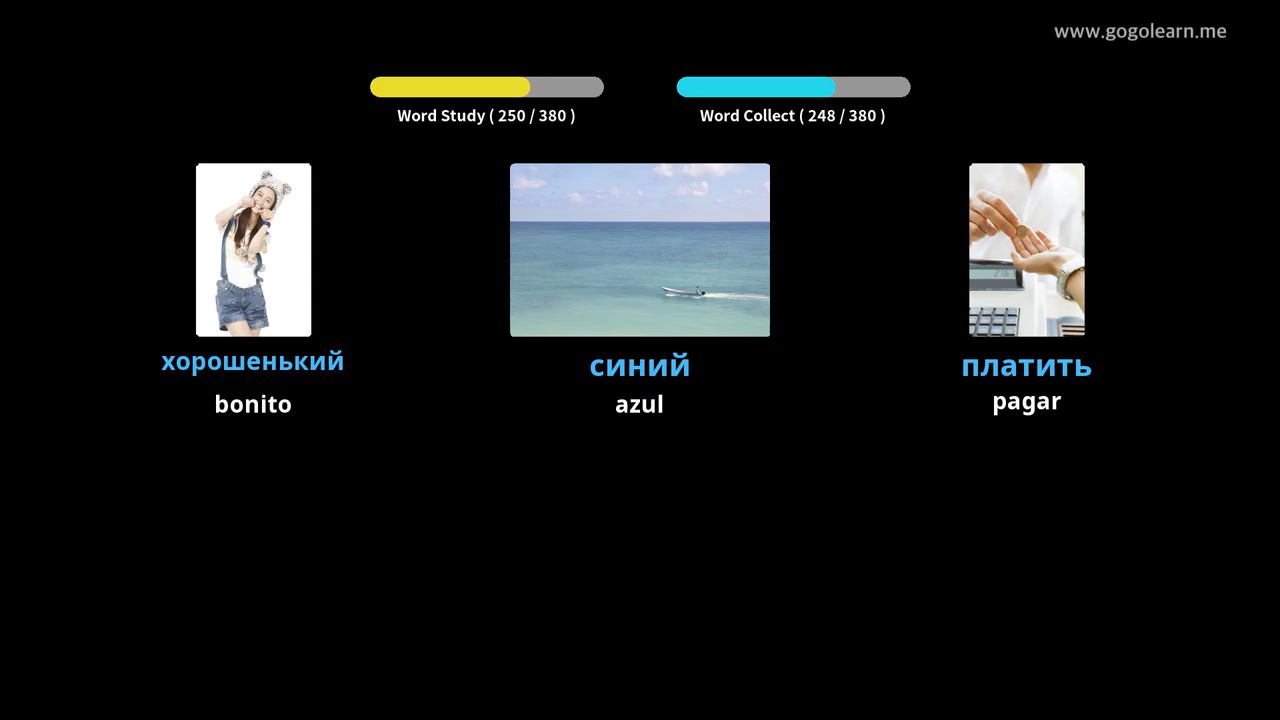 www.gogolearn.me
Word Study ( 250 / 380 )
Word Collect ( 248 / 380 )
хорошенький
синий
платить
bonito
azul
pagar